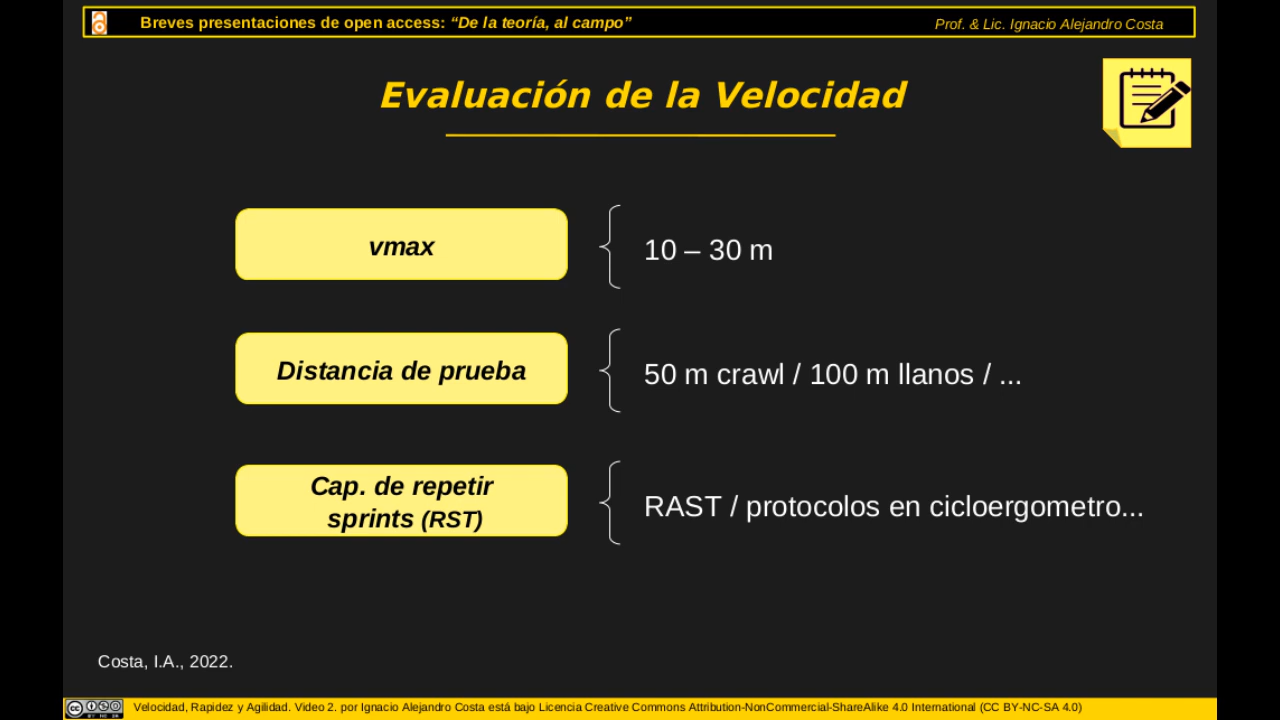 Breves presentaciones de open access: “De la teoría, al campo”
Prof. & Lic. Ignacio Alejandro Costa
Evaluación de la Velocidad
vmax
10 – 30 m
Distancia de prueba
50 m crawl / 100 m llanos / ...
Cap. de repetir
sprints (RST)
RAST / protocolos en cicloergometro...
Costa, I.A., 2022.
Velocidad, Rapidez y Agilidad. Video 2. por Ignacio Alejandro Costa está bajo Licencia Creative Commons Attribution-NonCommercial-ShareAlike 4.0 International (CC BY-NC-SA 4.0)